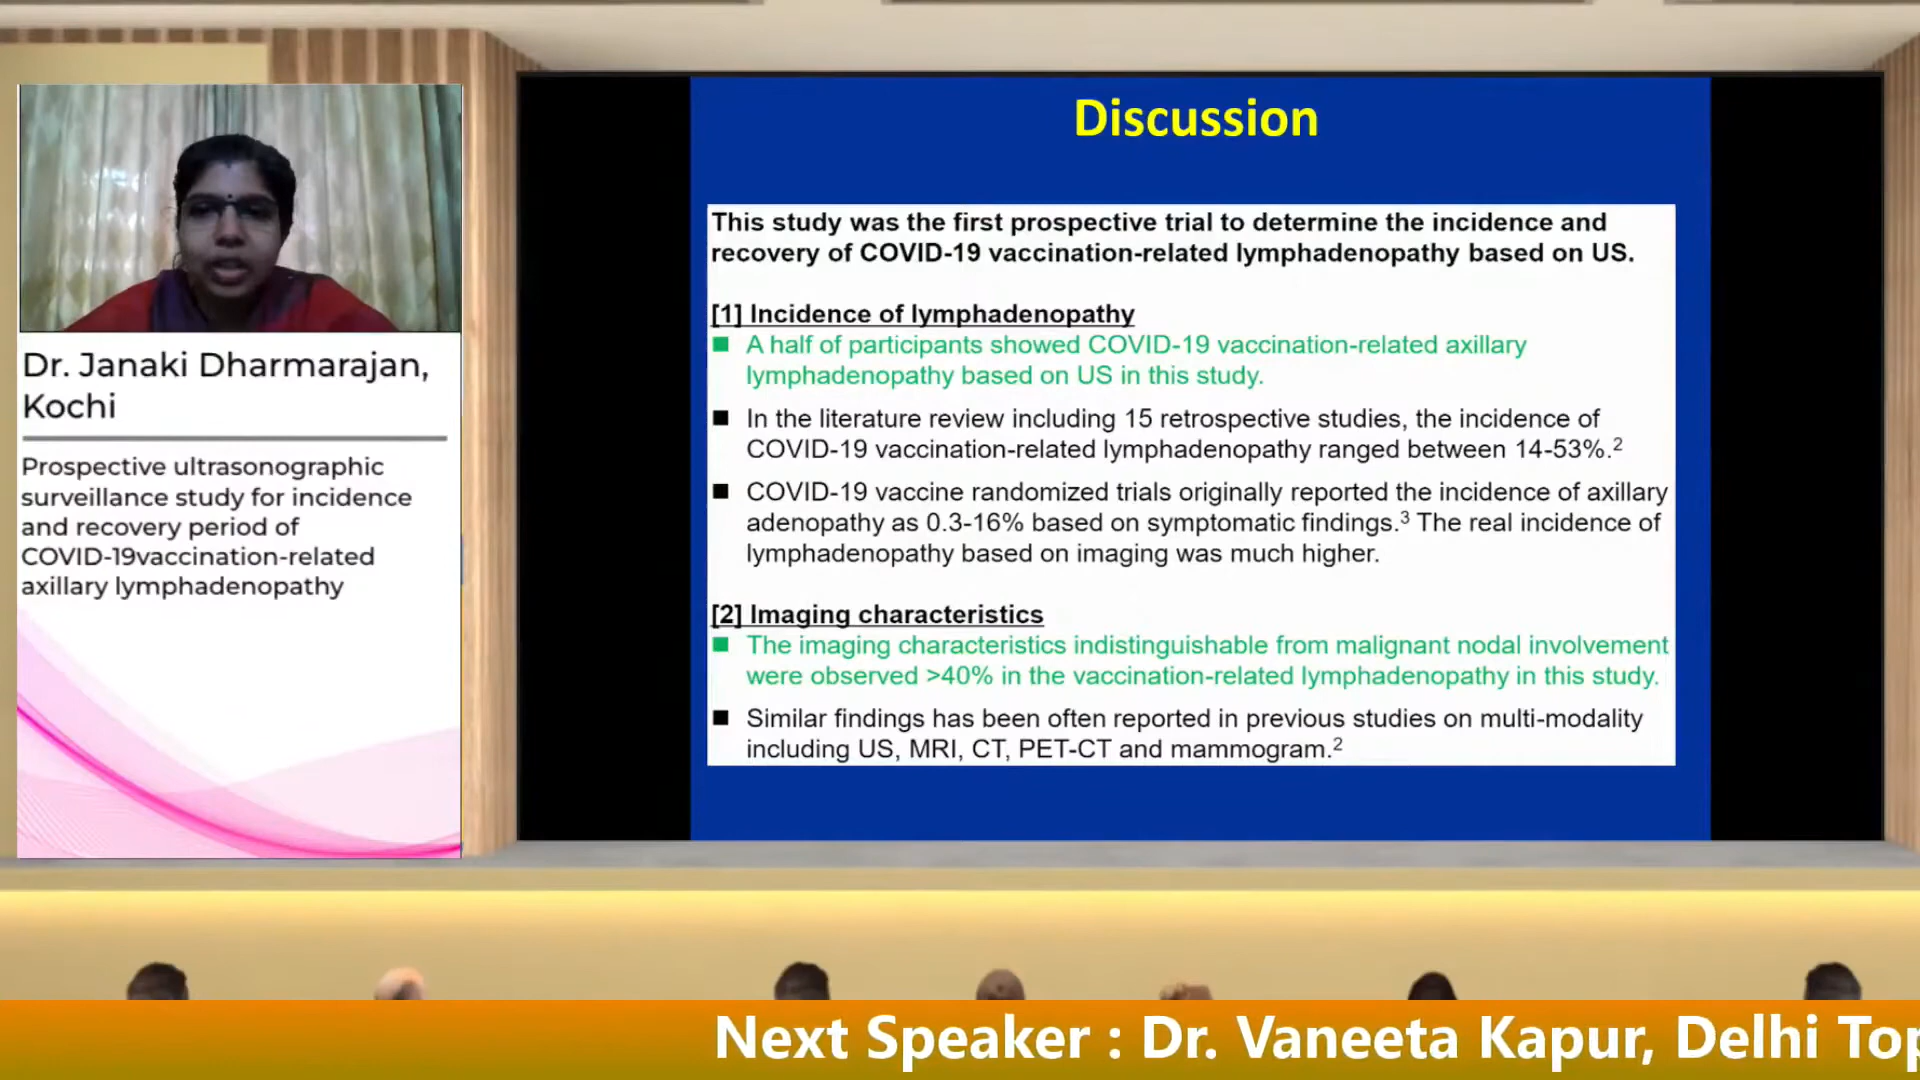 Dr. Janaki Dharmarajan,
Kochi
Prospective ultrasonographic
surveillance study for incidence
and recovery period of
COVID-19vaccination-related
axillary lymphadenopathy
Discussion
This study was the first prospective trial to determine the incidence and
recovery of COVID-19 vaccination-related lymphadenopathy based on US.
[1] Incidence of lymphadenopathy
A half of participants showed COVID-19 vaccination-related axillary
lymphadenopathy based on US in this study.
In the literature review including 15 retrospective studies, the incidence of
COVID-19 vaccination-related lymphadenopathy ranged between 14-53%.2
COVID-19 vaccine randomized trials originally reported the incidence of axillary
adenopathy as 0.3-16% based on symptomatic findings.3 The real incidence of
lymphadenopathy based on imaging was much higher.
[2] Imaging characteristics
The imaging characteristics indistinguishable from malignant nodal involvement
were observed >40% in the vaccination-related lymphadenopathy in this study.
Similar findings has been often reported in previous studies on multi-modality
including US, MRI, CT, PET-CT and mammogram.2
Next Speaker : Dr. Vaneeta Kapur, Delhi Top